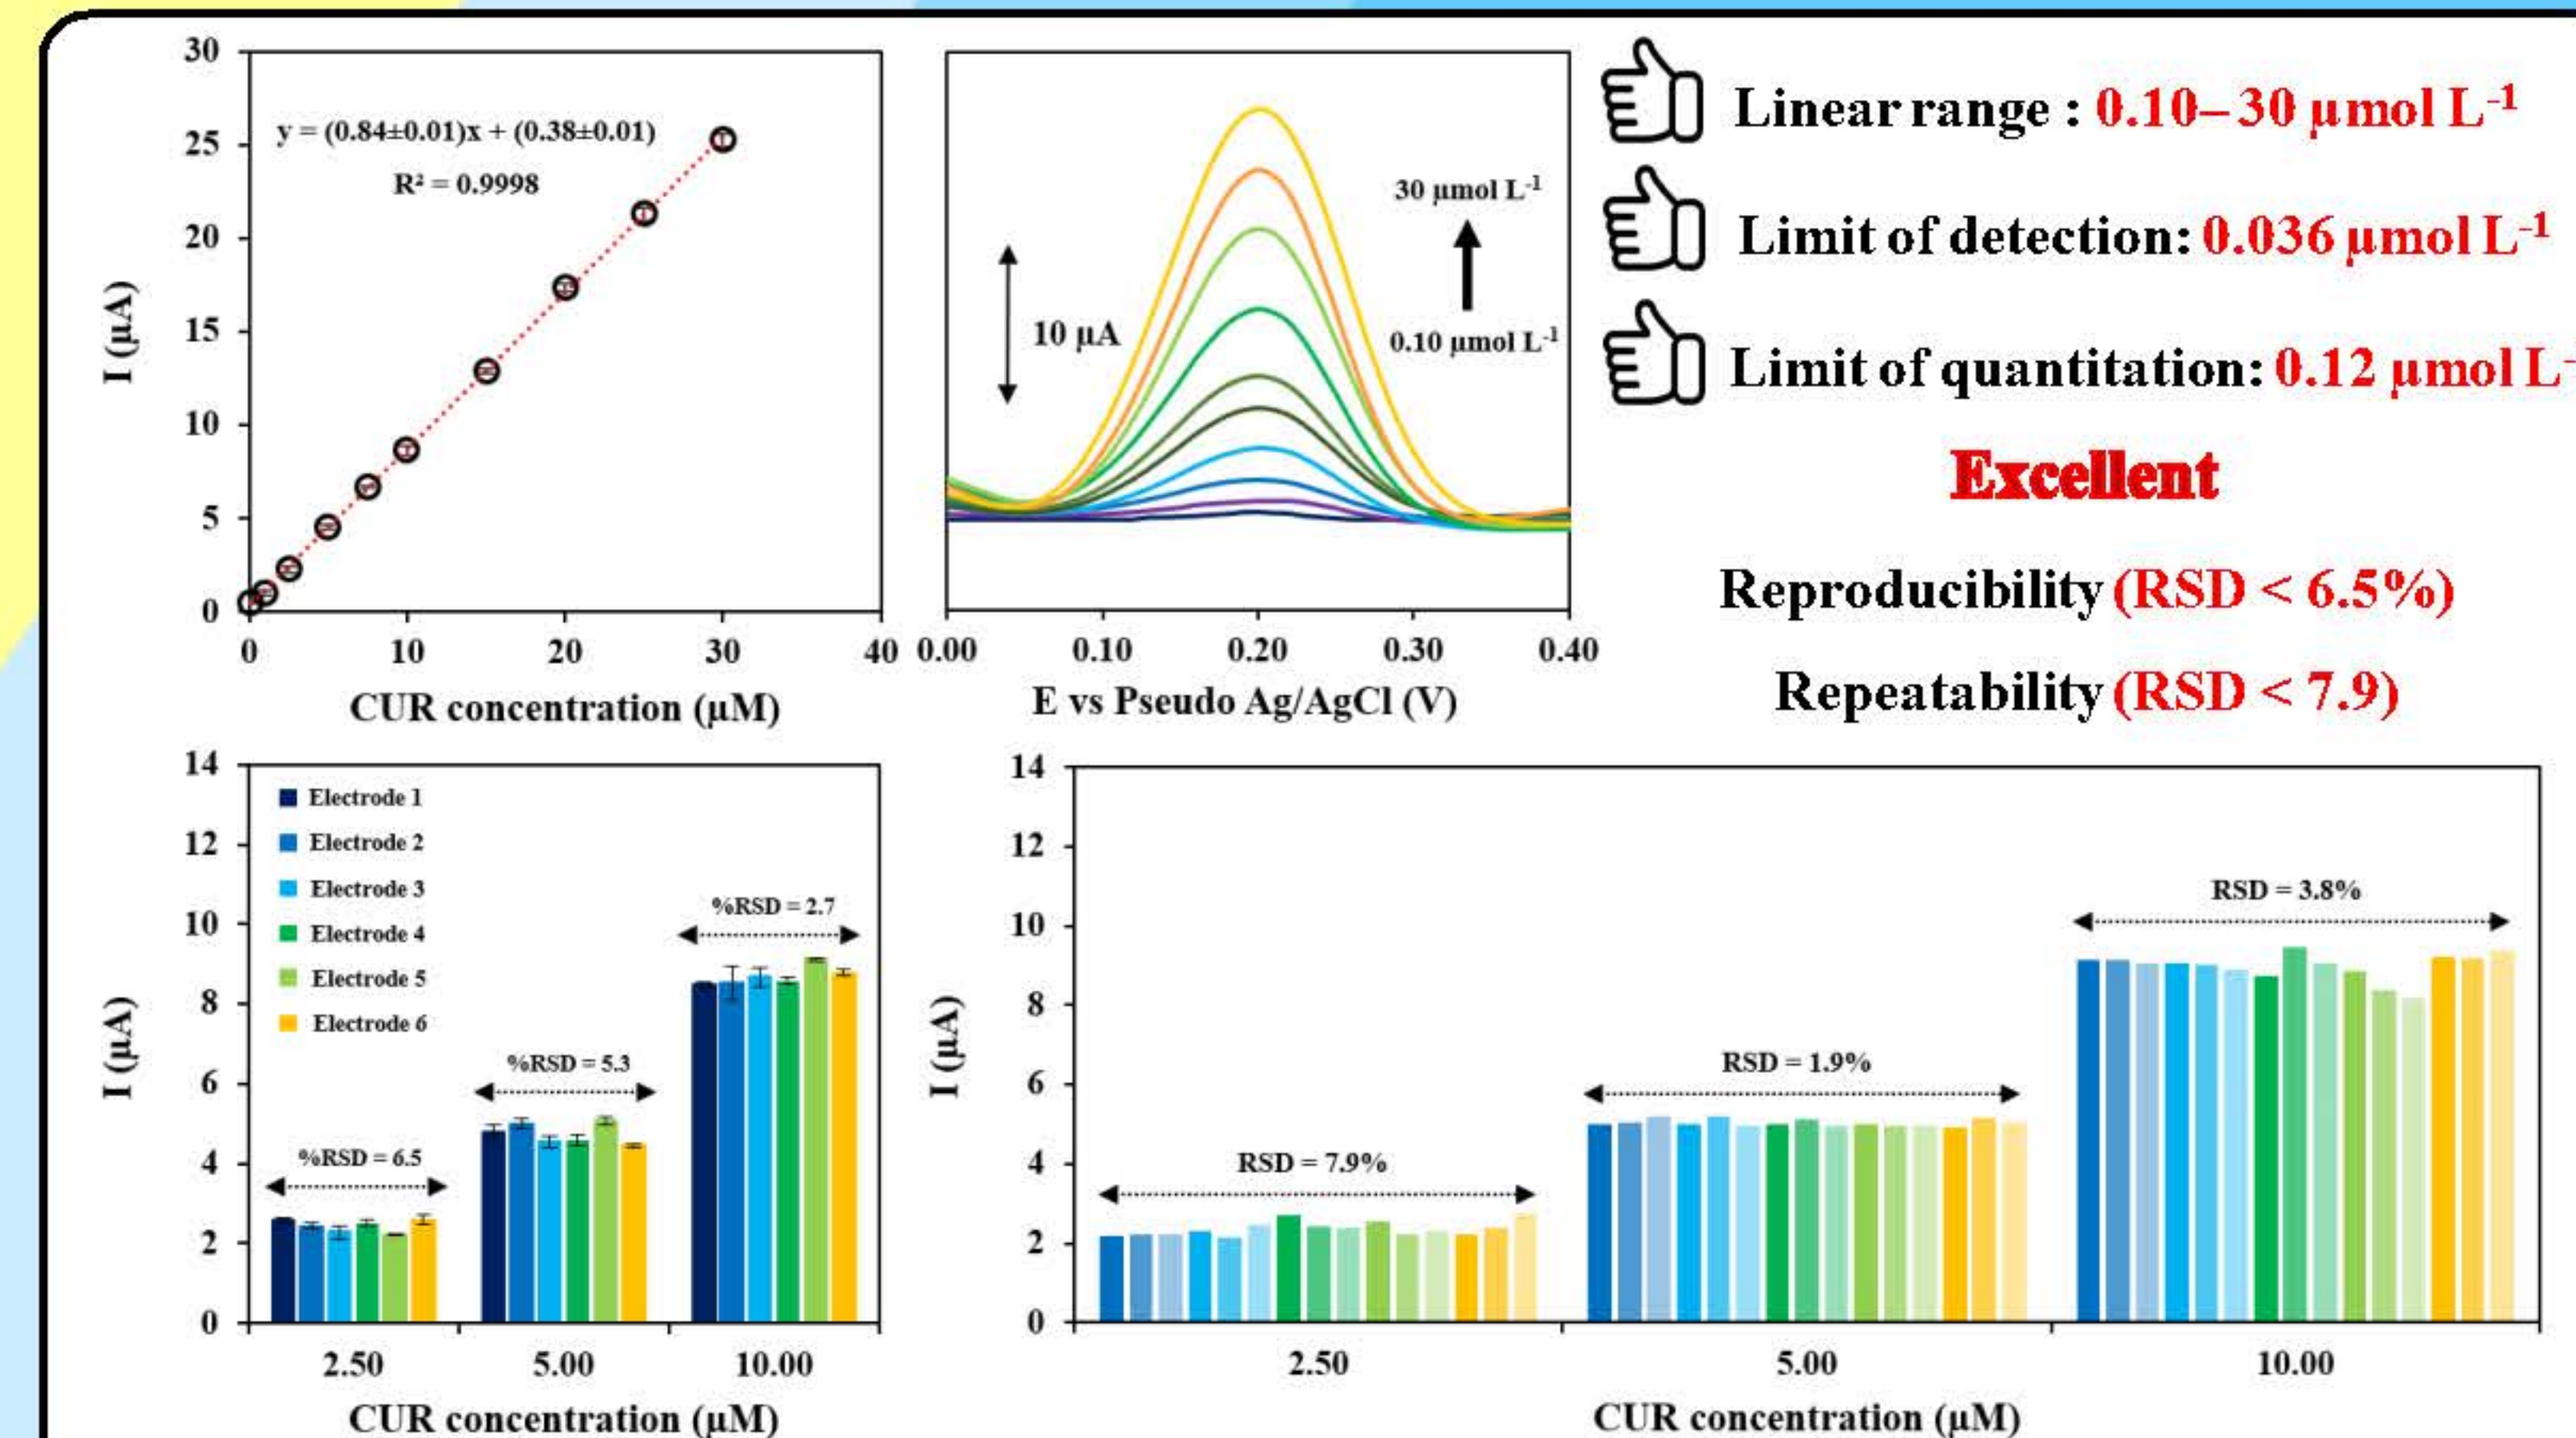 30
25
20
15
10
5
0
I (µA)
y = (0.84±0.01)x + (0.38±0.01)
R² = 0.9998
0 10 20 30 40
CUR concentration (µM)
30 µmol L⁻¹
10 µA
0.10 µmol L⁻¹
0.00 0.10 0.20 0.30 0.40
E vs Pseudo Ag/AgCl (V)
Linear range : 0.10–30 µmol L⁻¹
Limit of detection: 0.036 µmol L⁻¹
Limit of quantitation: 0.12 µmol L⁻
Excellent
Reproducibility (RSD < 6.5%)
Repeatability (RSD < 7.9)
14
12
10
8
6
4
2
0
I (µA)
Electrode 1
Electrode 2
Electrode 3
Electrode 4
Electrode 5
Electrode 6
%RSD = 6.5
%RSD = 5.3
%RSD = 2.7
2.50 5.00 10.00
CUR concentration (µM)
14
12
10
8
6
4
2
0
I (µA)
RSD = 7.9%
RSD = 1.9%
RSD = 3.8%
2.50 5.00 10.00
CUR concentration (µM)